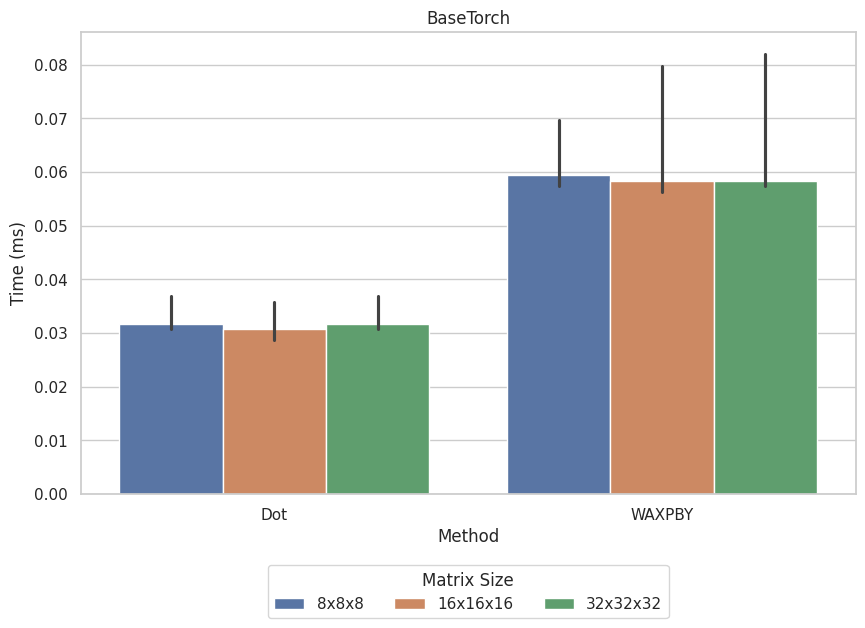 BaseTorch
Time (ms)
0.08
0.07
0.06
0.05
0.04
0.03
0.02
0.01
0.00
Dot WAXPBY
Method
Matrix Size
8x8x8 16x16x16 32x32x32